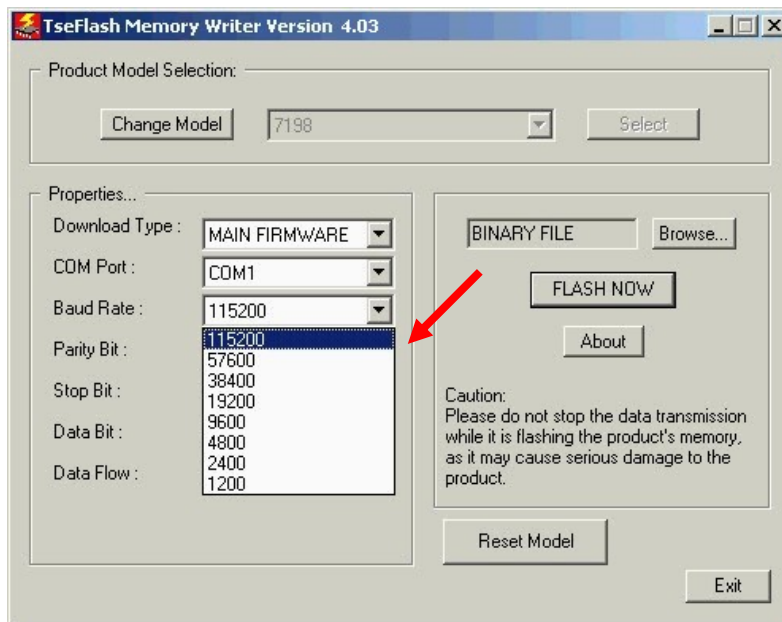 TseFlash Memory Writer Version 4.03
Product Model Selection:
Change Model
7198
Select
Properties...
Download Type :
MAIN FIRMWARE
COM Port :
COM1
Baud Rate :
115200
115200
57600
38400
19200
9600
4800
2400
1200
Parity Bit :
Stop Bit :
Data Bit :
Data Flow :
BINARY FILE
Browse...
FLASH NOW
About
Caution:
Please do not stop the data transmission
while it is flashing the product's memory,
as it may cause serious damage to the
product.
Reset Model
Exit